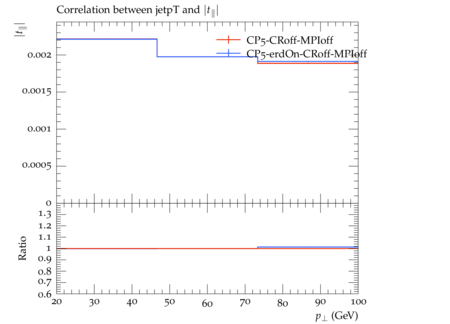 Correlation between jetpT and |t∥|
|t∥|
CP5-CRoff-MPIoff
CP5-erdOn-CRoff-MPIoff
0.002
0.0015
0.001
0.0005
0
Ratio
1.3
1.2
1.1
1
0.9
0.8
0.7
0.6
20 30 40 50 60 70 80 90 100
p⊥ (GeV)